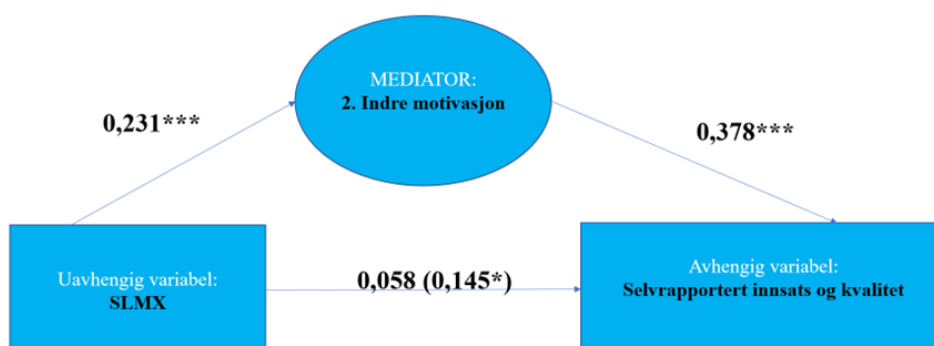 MEDIATOR:
2. Indre motivasjon
0,231***
0,378***
Uavhengig variabel:
SLMX
0,058 (0,145*)
Avhengig variabel:
Selvrapportert innsats og kvalitet